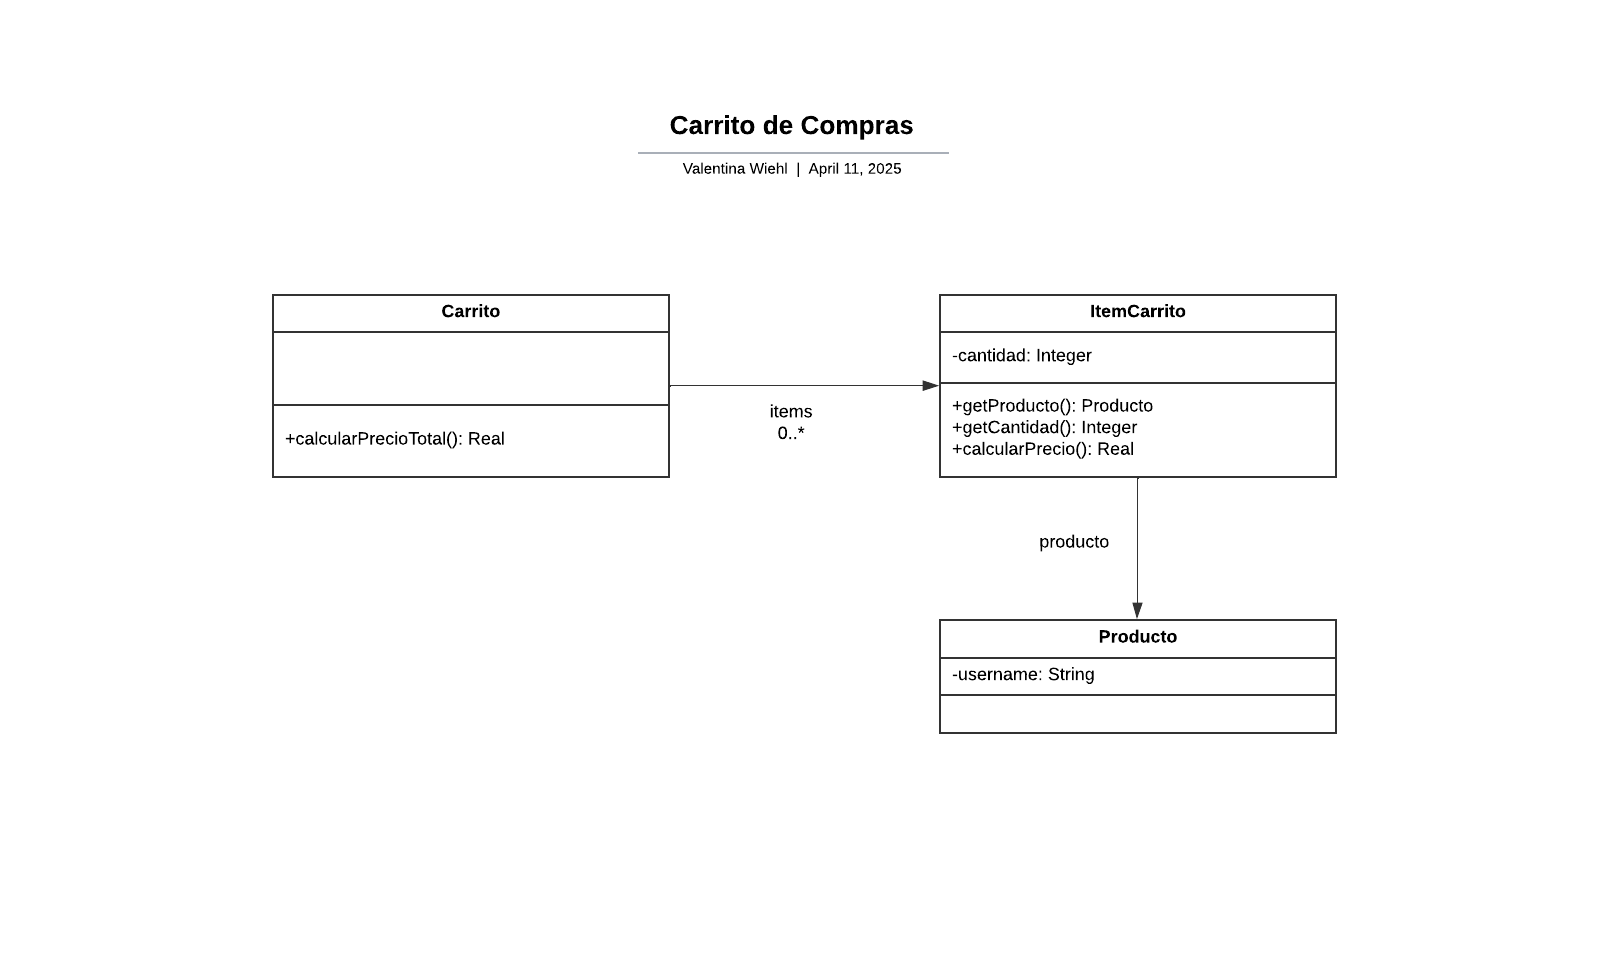 Carrito de Compras
Valentina Wiehl | April 11, 2025
Carrito
+calcularPrecioTotal(): Real
items
0..*
ItemCarrito
-cantidad: Integer
+getProducto(): Producto
+getCantidad(): Integer
+calcularPrecio(): Real
producto
Producto
-username: String